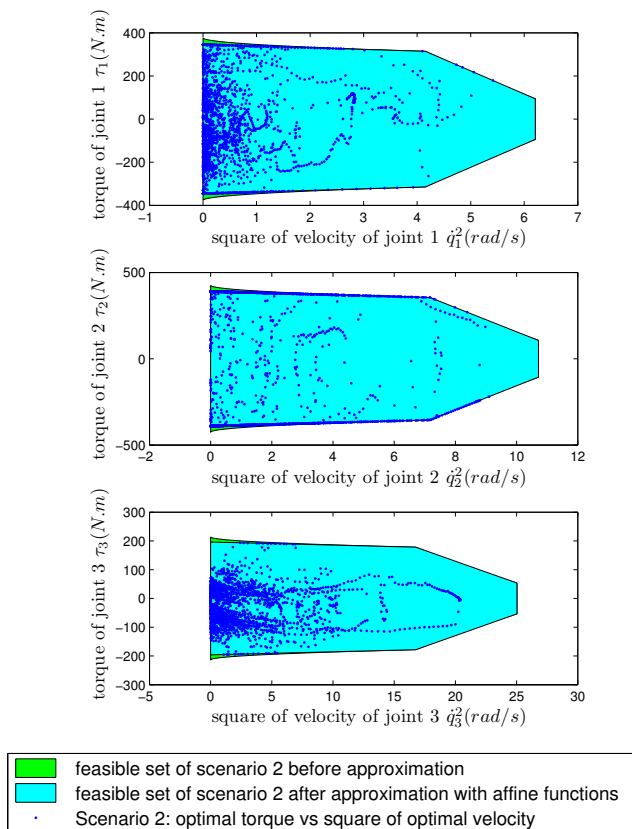 400
200
0
-200
-400
torque of joint 1 τ₁(N.m)
-1 0 1 2 3 4 5 6 7
square of velocity of joint 1 q̇₁²(rad/s)
500
0
-500
torque of joint 2 τ₂(N.m)
-2 0 2 4 6 8 10 12
square of velocity of joint 2 q̇₂²(rad/s)
300
200
100
0
-100
-200
-300
torque of joint 3 τ₃(N.m)
-5 0 5 10 15 20 25 30
square of velocity of joint 3 q̇₃²(rad/s)
feasible set of scenario 2 before approximation
feasible set of scenario 2 after approximation with affine functions
Scenario 2: optimal torque vs square of optimal velocity